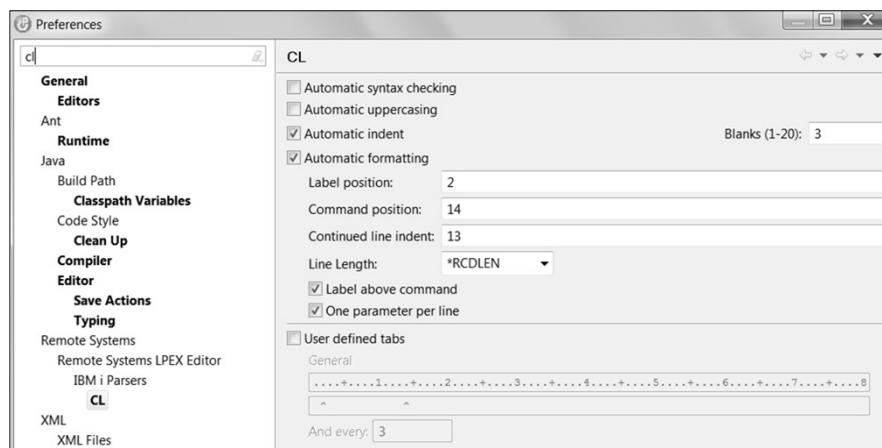 Preferences
cl
General
Editors
Ant
Runtime
Java
Build Path
Classpath Variables
Code Style
Clean Up
Compiler
Editor
Save Actions
Typing
Remote Systems
Remote Systems LPEX Editor
IBM i Parsers
CL
XML
XML Files
CL
Automatic syntax checking
Automatic uppercasing
Automatic indent Blanks (1-20): 3
Automatic formatting
Label position: 2
Command position: 14
Continued line indent: 13
Line Length: *RCDLEN
Label above command
One parameter per line
User defined tabs
General
....+....1....+....2....+....3....+....4....+....5....+....6....+....7....+....8
^ ^
And every: 3